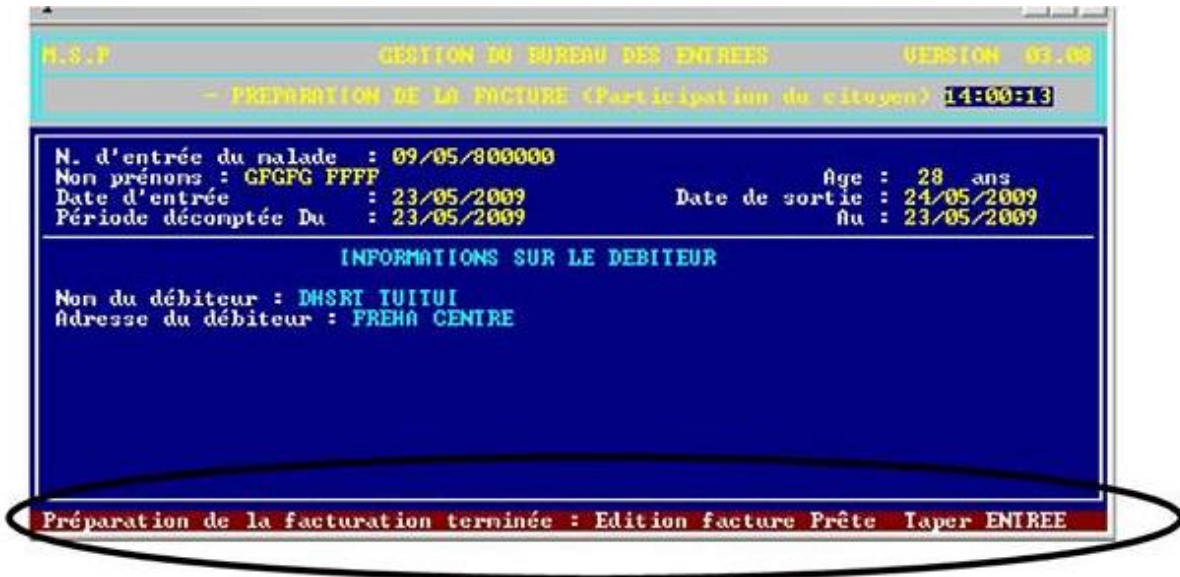 M.S.P GESTION DU BUREAU DES ENTREES VERSION 03.08
- PREPARATION DE LA FACTURE (Participation du citoyen) 14:00:13
N. d'entrée du malade : 09/05/800000
Nom prénoms : GFGFG FFFF Age : 28 ans
Date d'entrée : 23/05/2009 Date de sortie : 24/05/2009
Période décomptée Du : 23/05/2009 Au : 23/05/2009
INFORMATIONS SUR LE DEBITEUR
Nom du débiteur : DHSRT TUITUI
Adresse du débiteur : FREHA CENTRE
Préparation de la facturation terminée : Edition facture Prête Taper ENTREE